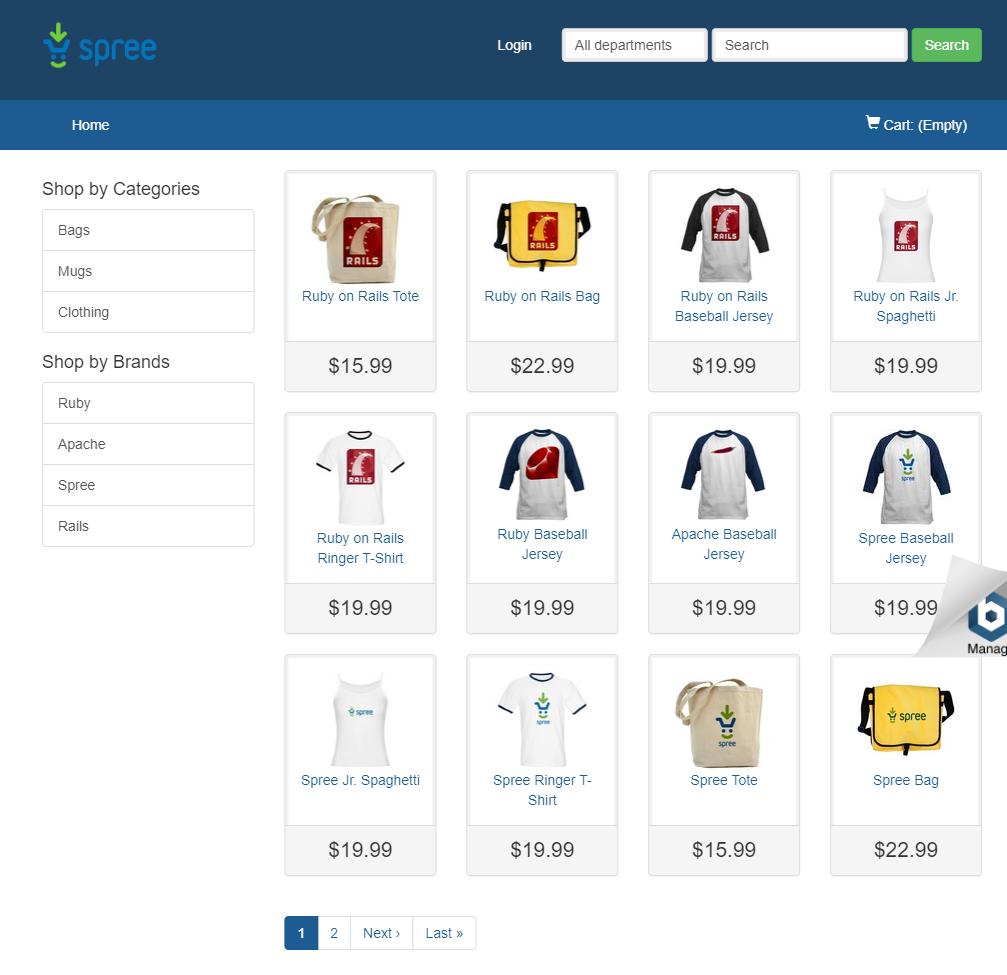 spree
Login
All departments
Search
Search
Home
Cart: (Empty)
Shop by Categories
Bags
Mugs
Clothing
Shop by Brands
Ruby
Apache
Spree
Rails
RAILS
Ruby on Rails Tote
$15.99
RAILS
Ruby on Rails Bag
$22.99
RAILS
Ruby on Rails
Baseball Jersey
$19.99
RAILS
Ruby on Rails Jr.
Spaghetti
$19.99
RAILS
Ruby on Rails
Ringer T-Shirt
$19.99
Ruby Baseball
Jersey
$19.99
Apache Baseball
Jersey
$19.99
spree
Spree Baseball
Jersey
$19.99
b
Manag
spree
Spree Jr. Spaghetti
$19.99
spree
Spree Ringer T-
Shirt
$19.99
spree
Spree Tote
$15.99
spree
Spree Bag
$22.99
1
2
Next ›
Last »